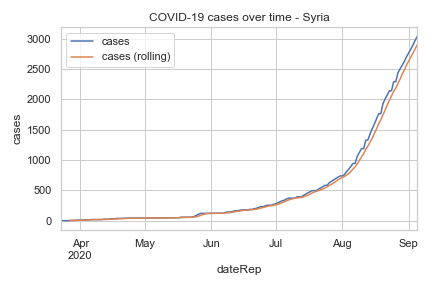 COVID-19 cases over time - Syria
cases
cases (rolling)
3000
2500
2000
1500
1000
500
0
cases
Apr
2020
May
Jun
Jul
Aug
Sep
dateRep